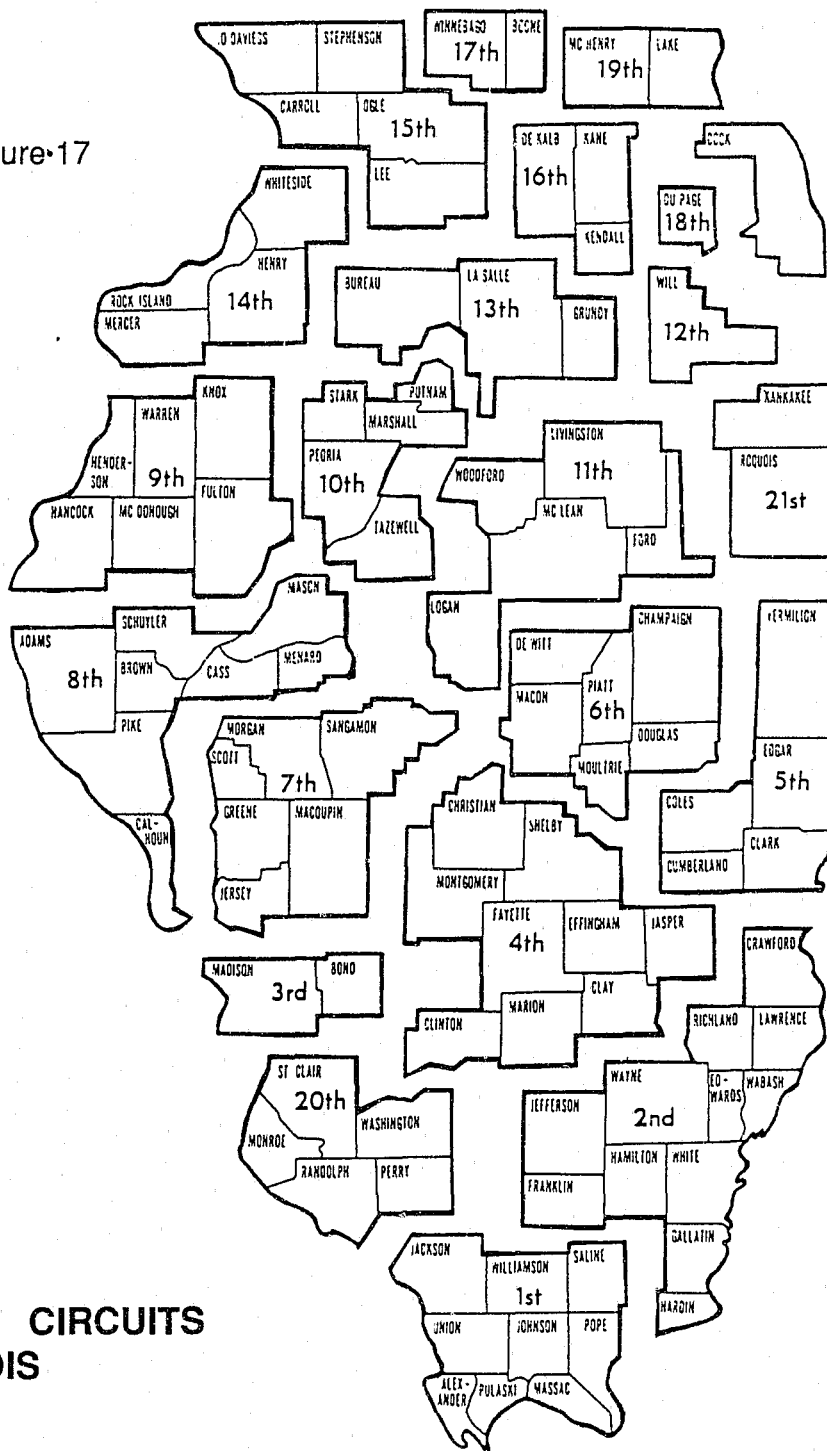 JO DAVIESS
STEPHENSON
WINNEBAGO
BOONE
17th
MC HENRY
LAKE
19th
CARROLL
OGLE
15th
LEE
ure·17
DE KALB
KANE
16th
KENDALL
COOK
DU PAGE
18th
WHITESIDE
HENRY
ROCK ISLAND
14th
MERCER
BUREAU
LA SALLE
13th
GRUNDY
WILL
12th
KNOX
WARREN
HENDER-
SON
9th
HANCOCK
MC DONOUGH
FULTON
STARK
PUTNAM
MARSHALL
PEORIA
10th
TAZEWELL
LIVINGSTON
WOODFORD
11th
MC LEAN
FORD
LOGAN
KANKAKEE
ROQUOIS
21st
MASON
SCHUYLER
ADAMS
BROWN
8th
CASS
MENARD
PIKE
CAL-
HOUN
CHAMPAIGN
DE WITT
PIATT
MACON
6th
DOUGLAS
MOULTRIE
VERMILION
EDGAR
5th
COLES
CLARK
CUMBERLAND
MORGAN
SANGAMON
SCOTT
7th
GREENE
MACOUPIN
JERSEY
CHRISTIAN
SHELBY
MONTGOMERY
FAYETTE
EFFINGHAM
JASPER
4th
CLAY
MARION
CLINTON
MADISON
BOND
3rd
CRAWFORD
RICHLAND
LAWRENCE
WAYNE
ED-
WARDS
WABASH
JEFFERSON
2nd
HAMILTON
WHITE
FRANKLIN
GALLATIN
HARDIN
ST CLAIR
20th
WASHINGTON
MONROE
RANDOLPH
PERRY
JACKSON
WILLIAMSON
SALINE
1st
UNION
JOHNSON
POPE
ALEX-
ANDER
PULASKI
MASSAC
CIRCUITS
OIS